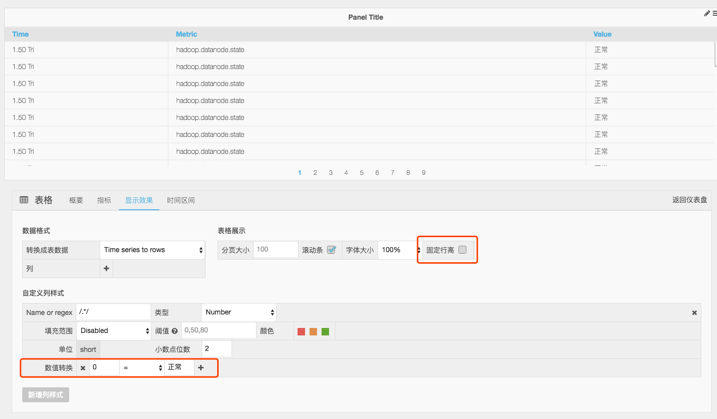 Panel Title
Time Metric Value
1.50 Tri hadoop.datanode.state 正常
1.50 Tri hadoop.datanode.state 正常
1.50 Tri hadoop.datanode.state 正常
1.50 Tri hadoop.datanode.state 正常
1.50 Tri hadoop.datanode.state 正常
1.50 Tri hadoop.datanode.state 正常
1.50 Tri hadoop.datanode.state 正常
1 2 3 4 5 6 7 8 9
表格 概要 指标 显示效果 时间区间 返回仪表盘
数据格式 表格展示
转换成表数据 Time series to rows 分页大小 100 滚动条 字体大小 100% 固定行高
列 +
自定义列样式
Name or regex /.*/ 类型 Number
填充范围 Disabled 阈值 0,50,80 颜色
单位 short 小数点位数 2
数值转换 0 = 正常 +
新增列样式